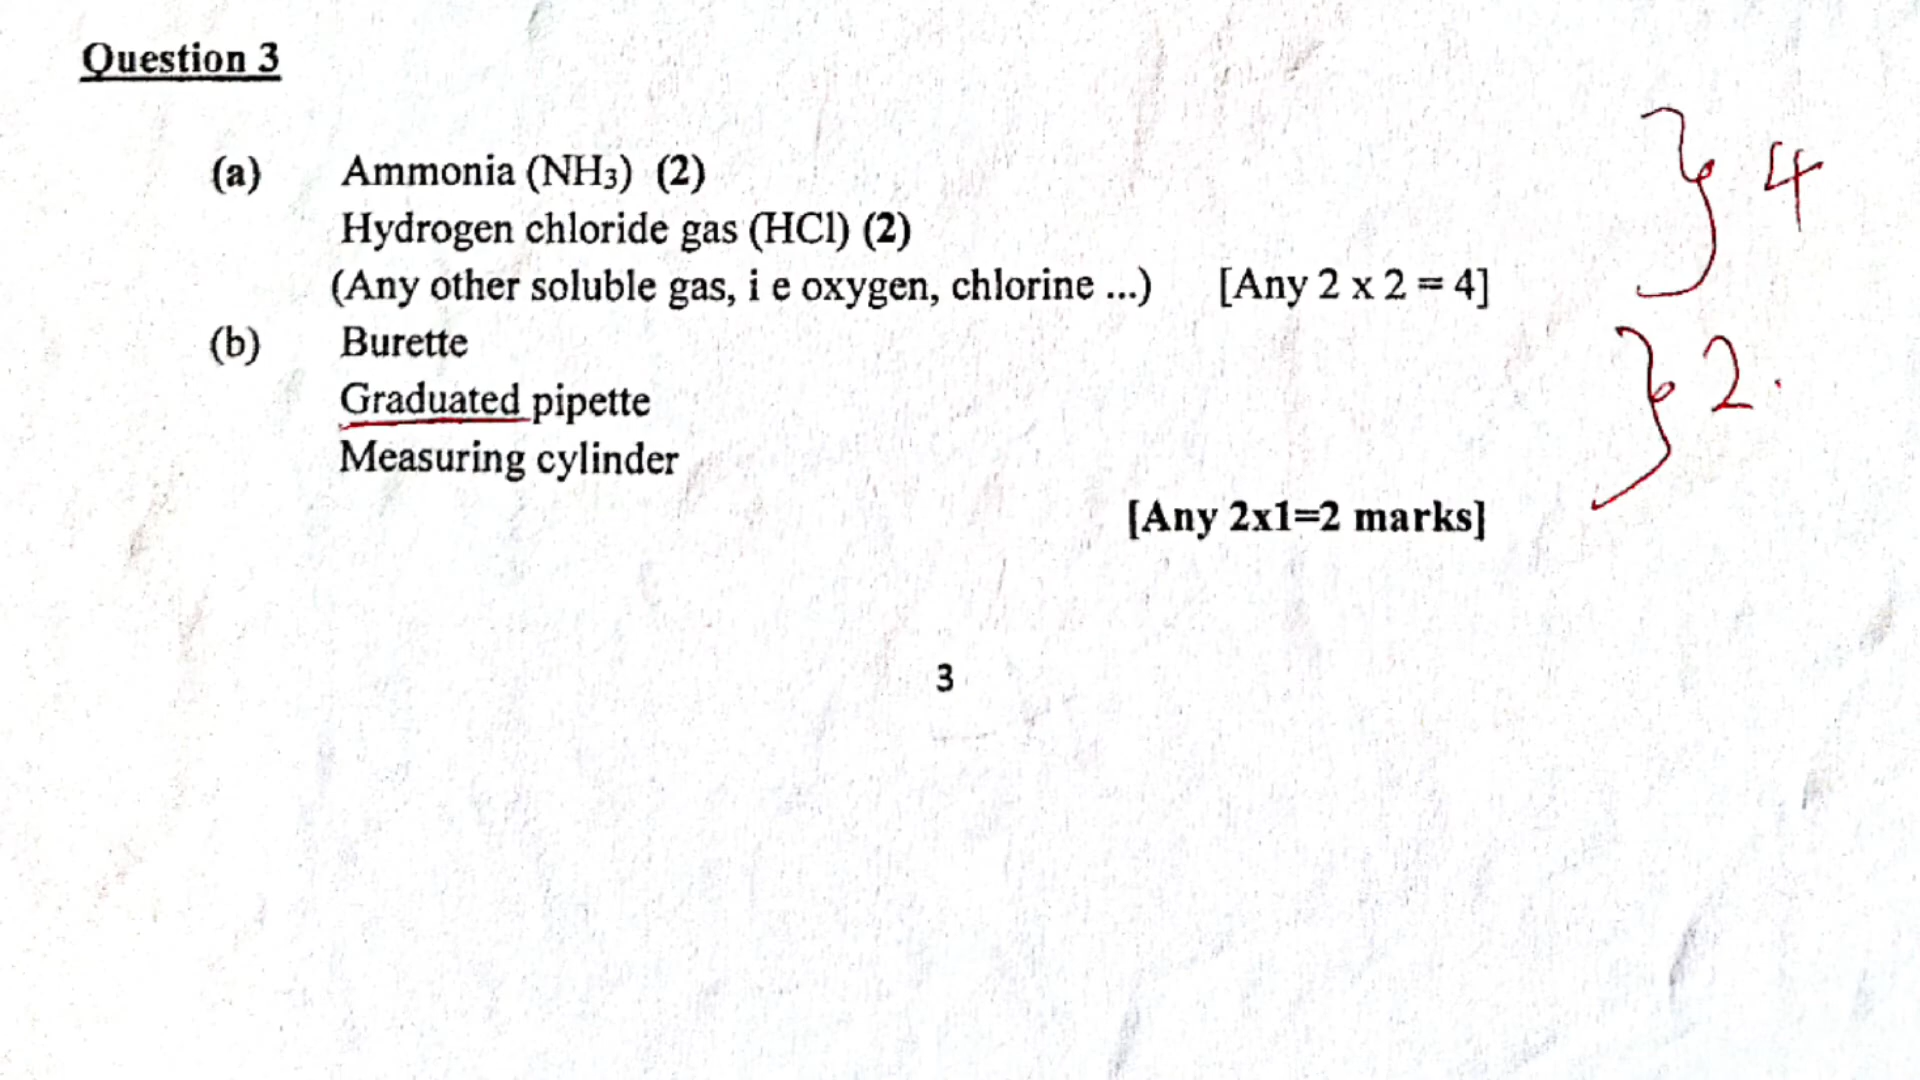 Question 3
(a) Ammonia (NH₃) (2)
Hydrogen chloride gas (HCl) (2)
(Any other soluble gas, i e oxygen, chlorine ...) [Any 2 x 2 = 4]
} 4
(b) Burette
Graduated pipette
Measuring cylinder
} 2.
[Any 2x1=2 marks]
3